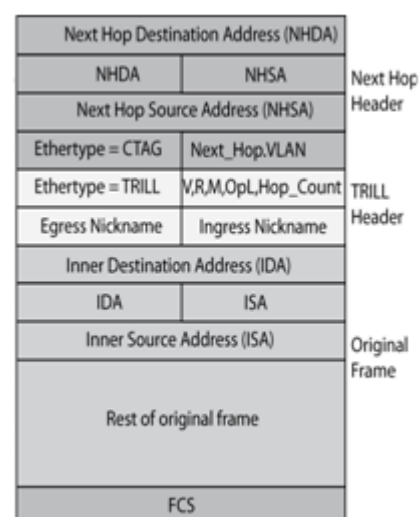 Next Hop Destination Address (NHDA)
NHDA NHSA
Next Hop Source Address (NHSA)
Next Hop
Header
Ethertype = CTAG Next_Hop.VLAN
Ethertype = TRILL V,R,M,OpL,Hop_Count
Egress Nickname Ingress Nickname
TRILL
Header
Inner Destination Address (IDA)
IDA ISA
Inner Source Address (ISA)
Original
Frame
Rest of original frame
FCS